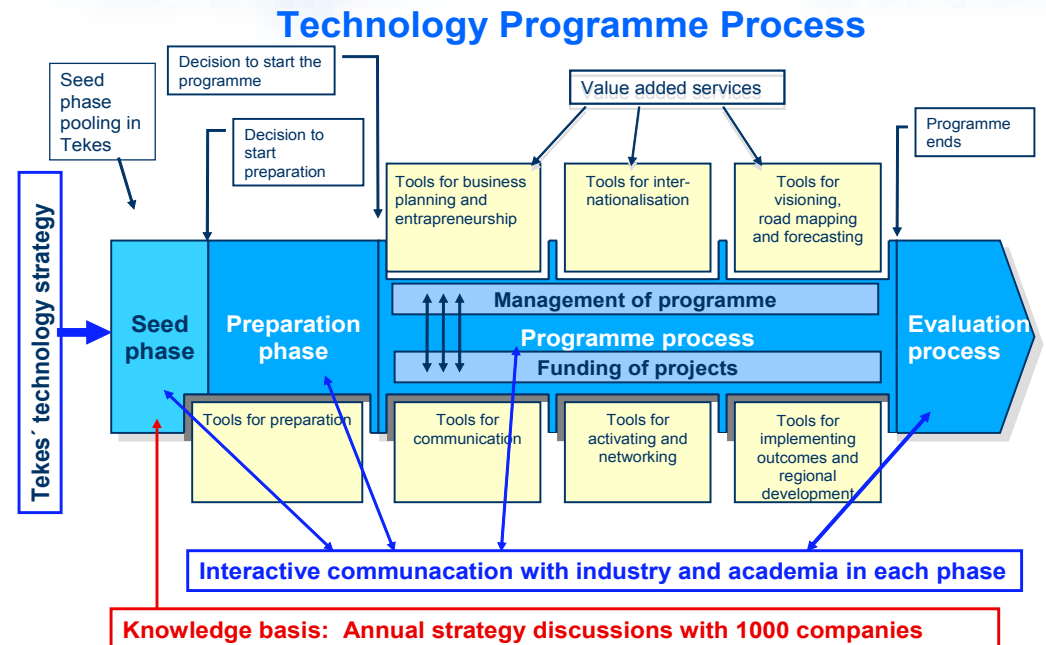 Technology Programme Process
Seed
phase
pooling in
Tekes
Decision to start the
programme
Decision to
start
preparation
Value added services
Programme
ends
Tools for business
planning and
entrapreneurship
Tools for inter-
nationalisation
Tools for
visioning,
road mapping
and forecasting
Tekes´ technology strategy
Seed
phase
Preparation
phase
Management of programme
Programme process
Funding of projects
Evaluation
process
Tools for preparation
Tools for
communication
Tools for
activating and
networking
Tools for
implementing
outcomes and
regional
development
Interactive communacation with industry and academia in each phase
Knowledge basis: Annual strategy discussions with 1000 companies